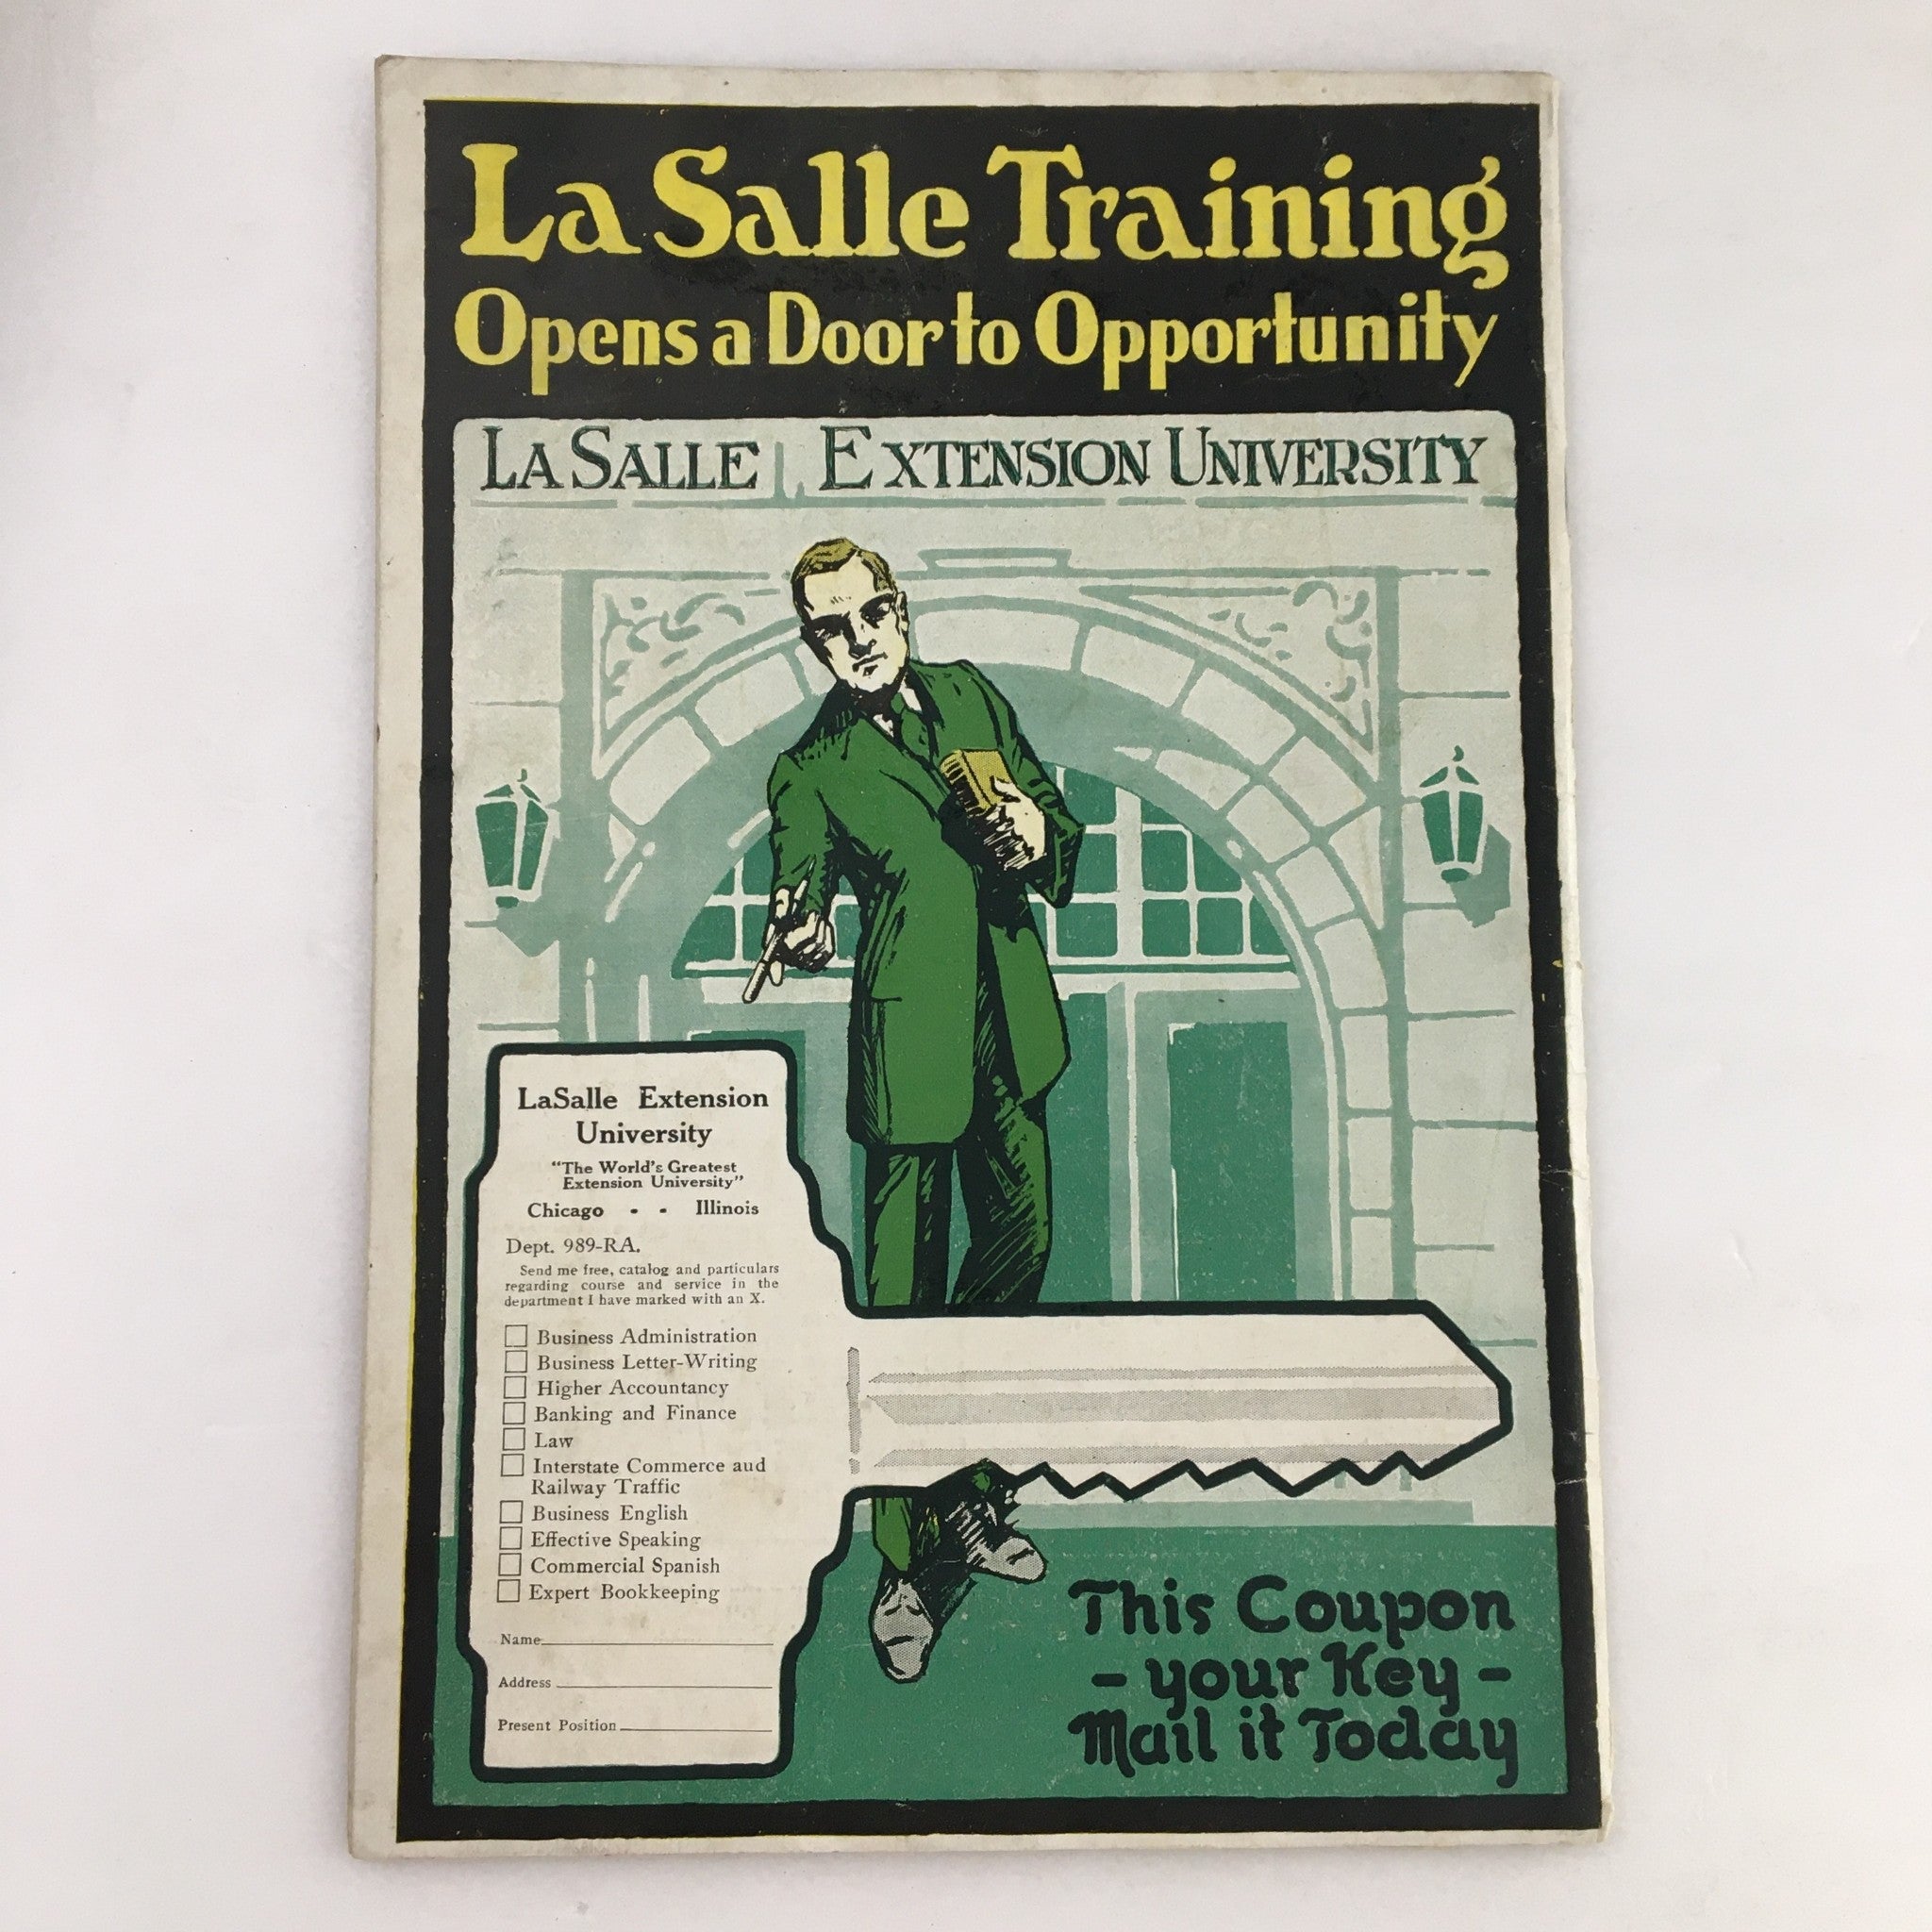 La Salle Training
Opens a Door to Opportunity
LA SALLE EXTENSION UNIVERSITY
LaSalle Extension
University
"The World's Greatest
Extension University"
Chicago - - Illinois
Dept. 989-RA.
Send me free, catalog and particulars
regarding course and service in the
department I have marked with an X.
Business Administration
Business Letter-Writing
Higher Accountancy
Banking and Finance
Law
Interstate Commerce and
Railway Traffic
Business English
Effective Speaking
Commercial Spanish
Expert Bookkeeping
Name
Address
Present Position
This Coupon
- your Key -
Mail it Today